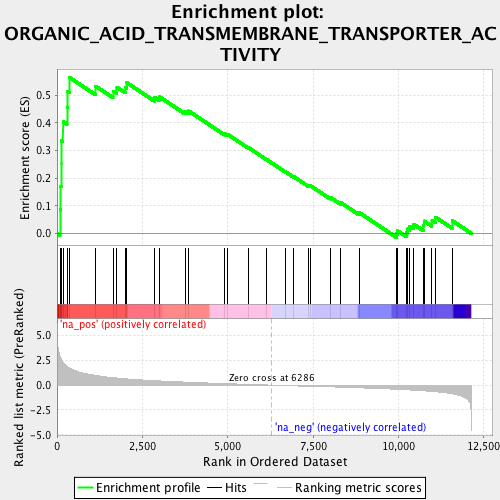 Enrichment plot:
ORGANIC_ACID_TRANSMEMBRANE_TRANSPORTER_AC
TIVITY
Enrichment score (ES)
0.5
0.4
0.3
0.2
0.1
0.0
'na_pos' (positively correlated)
Ranked list metric (PreRanked)
5.0
2.5
0.0
-2.5
-5.0
Zero cross at 6286
'na_neg' (negatively correlated)
0
2,500
5,000
7,500
10,000
12,500
Rank in Ordered Dataset
Enrichment profile
Hits
Ranking metric scores